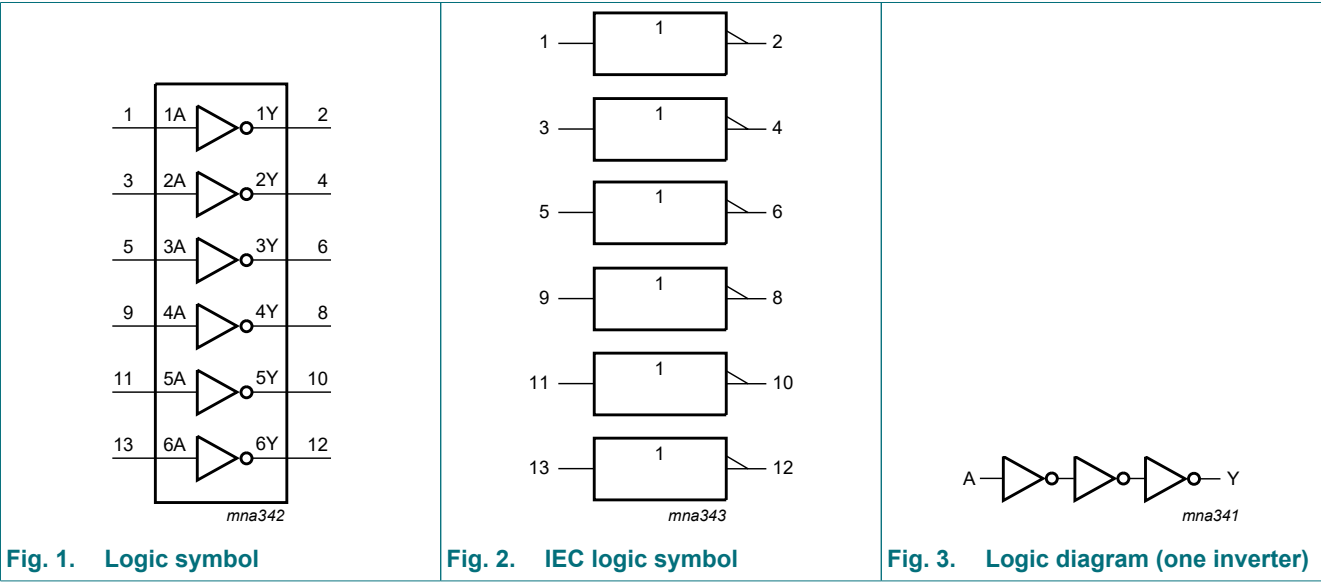 1 1A 1Y 2
3 2A 2Y 4
5 3A 3Y 6
9 4A 4Y 8
11 5A 5Y 10
13 6A 6Y 12
mna342
Fig. 1. Logic symbol
1 1 2
3 1 4
5 1 6
9 1 8
11 1 10
13 1 12
mna343
Fig. 2. IEC logic symbol
A Y
mna341
Fig. 3. Logic diagram (one inverter)